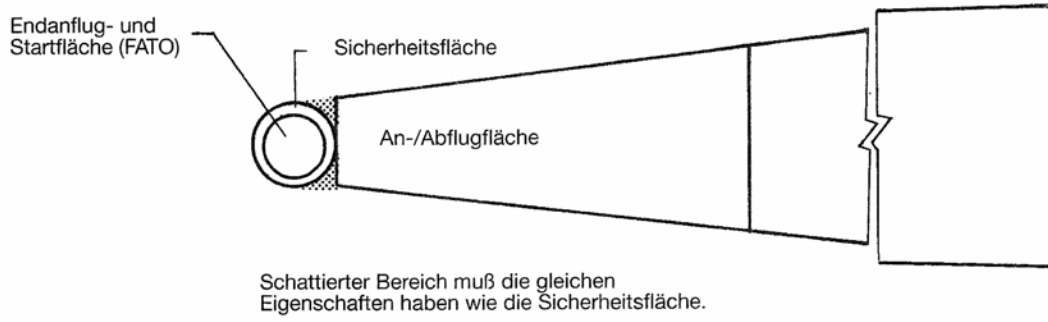 Endanflug- und
Startfläche (FATO)
Sicherheitsfläche
An-/Abflugfläche
Schattierter Bereich muß die gleichen
Eigenschaften haben wie die Sicherheitsfläche.